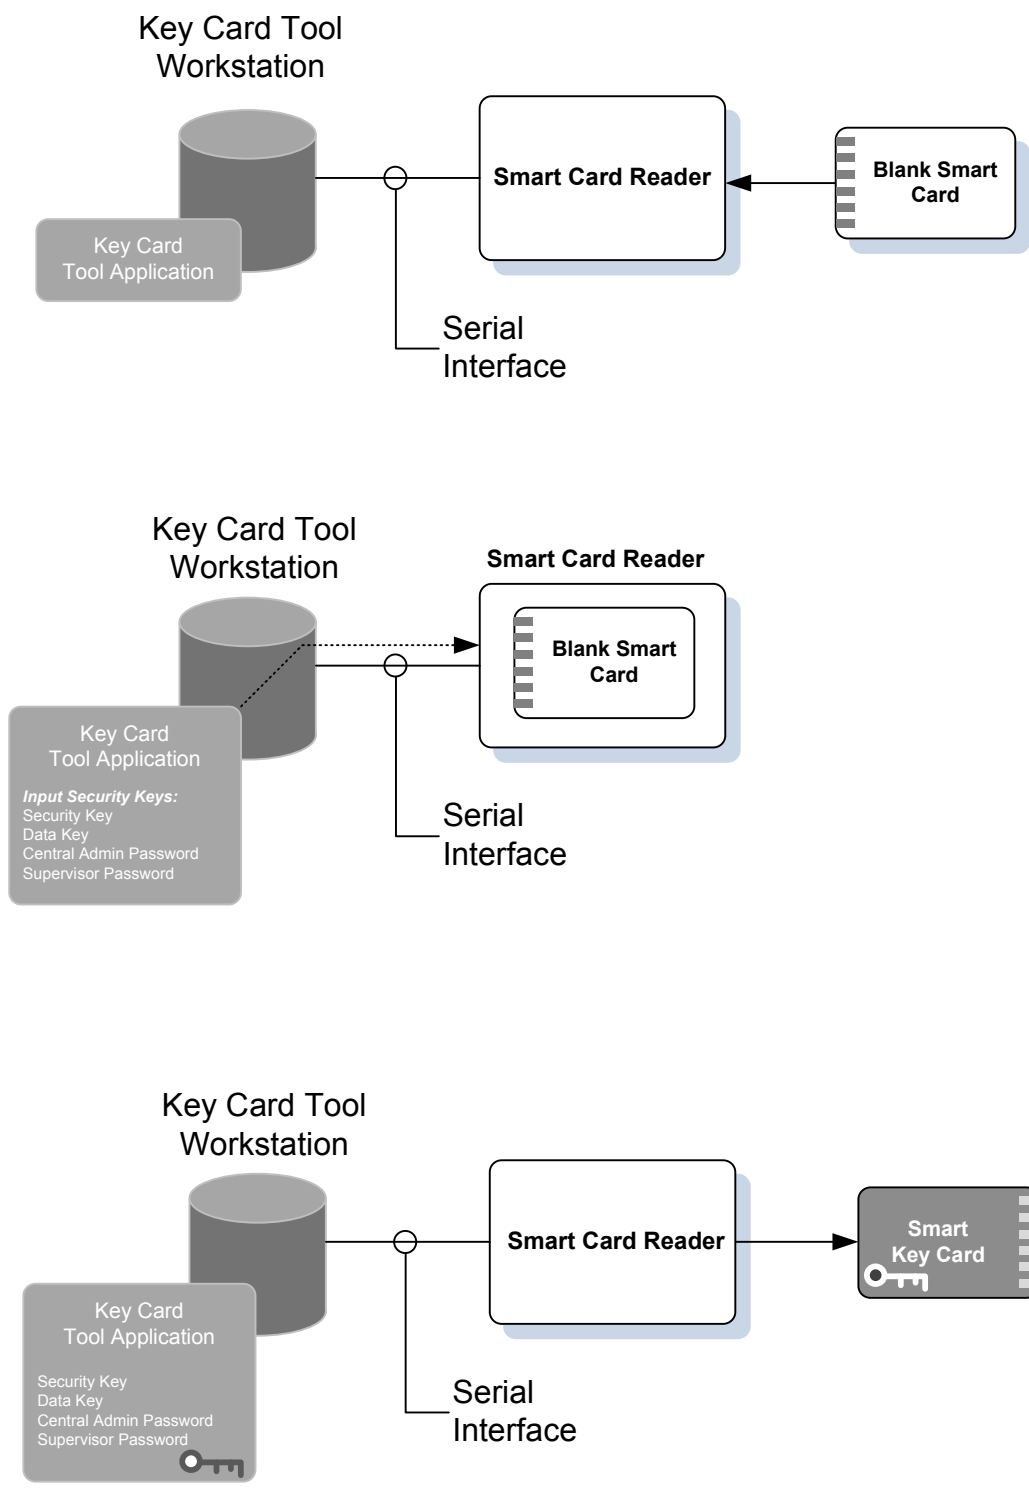 Key Card Tool
Workstation
Smart Card Reader
Blank Smart
Card
Key Card
Tool Application
Serial
Interface
Key Card Tool
Workstation
Smart Card Reader
Blank Smart
Card
Key Card
Tool Application
Input Security Keys:
Security Key
Data Key
Central Admin Password
Supervisor Password
Serial
Interface
Key Card Tool
Workstation
Smart Card Reader
Smart
Key Card
Key Card
Tool Application
Security Key
Data Key
Central Admin Password
Supervisor Password
Serial
Interface